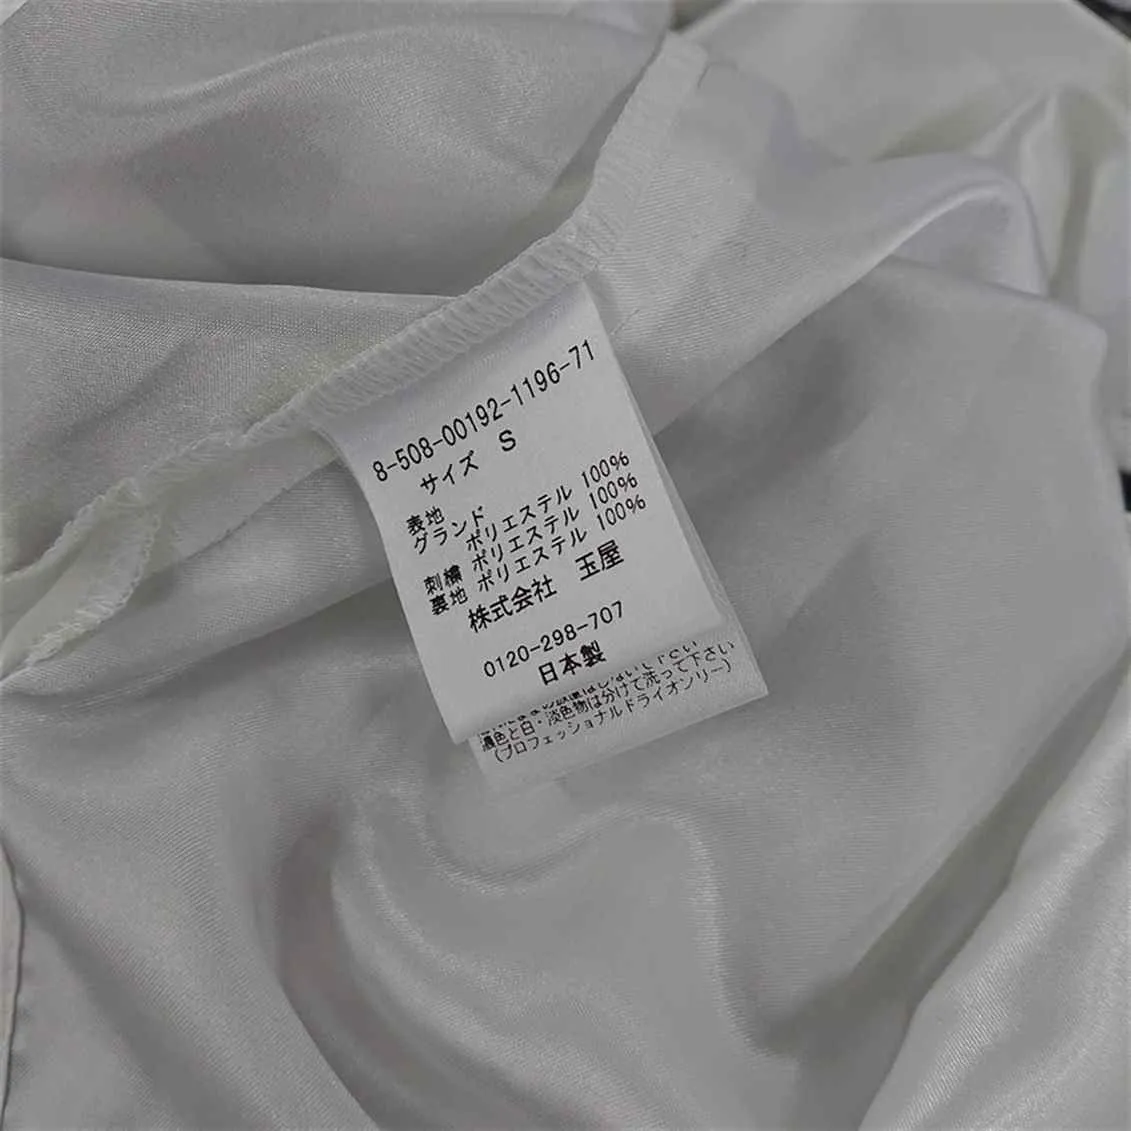 8-508-00192-1196-71
サイズ S
表地
グランド
ポリエステル 100%
ポリエステル 100%
刺繍 ポリエステル 100%
裏地
株式会社 玉屋
0120-298-707
日本製
濃色と白・淡色物は分けて洗って下さい
(プロフェッショナルドライオンリー)